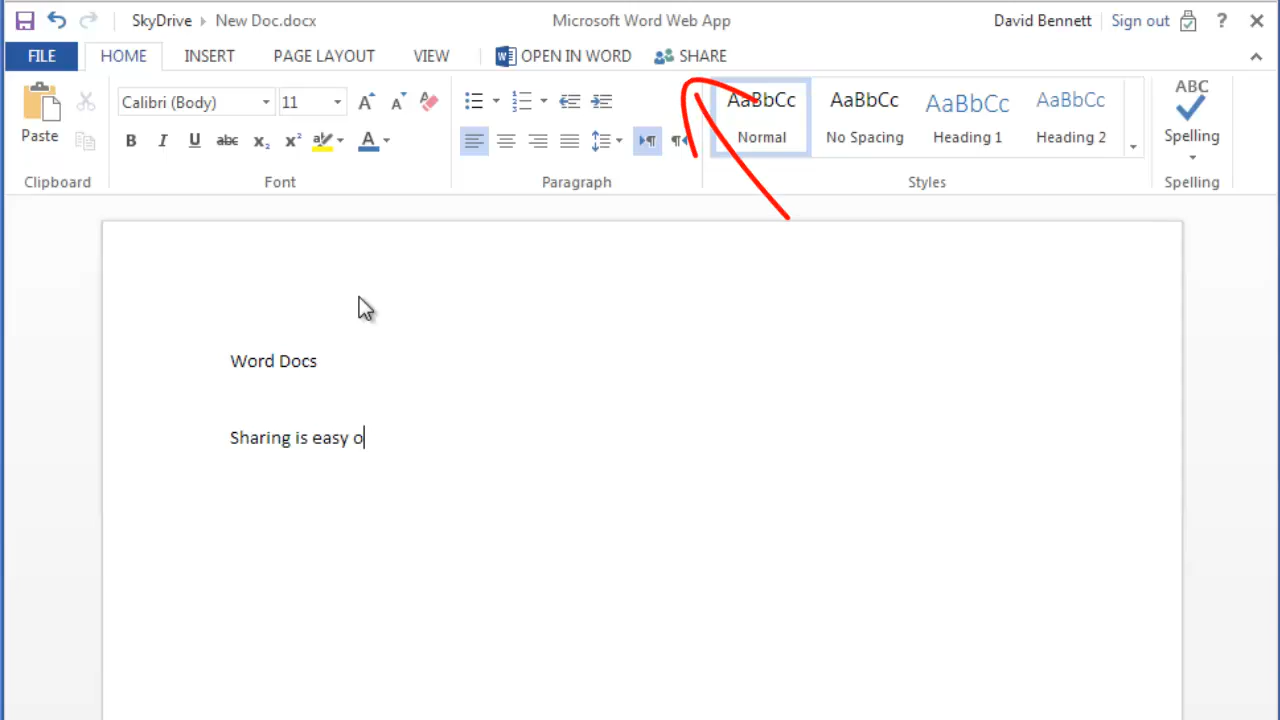 SkyDrive › New Doc.docx Microsoft Word Web App David Bennett Sign out ?
FILE HOME INSERT PAGE LAYOUT VIEW OPEN IN WORD SHARE
Paste Calibri (Body) 11 AaBbCc AaBbCc AaBbCc AaBbCc ABC
B I U abc x₂ x² A Normal No Spacing Heading 1 Heading 2 Spelling
Clipboard Font Paragraph Styles Spelling
Word Docs
Sharing is easy o